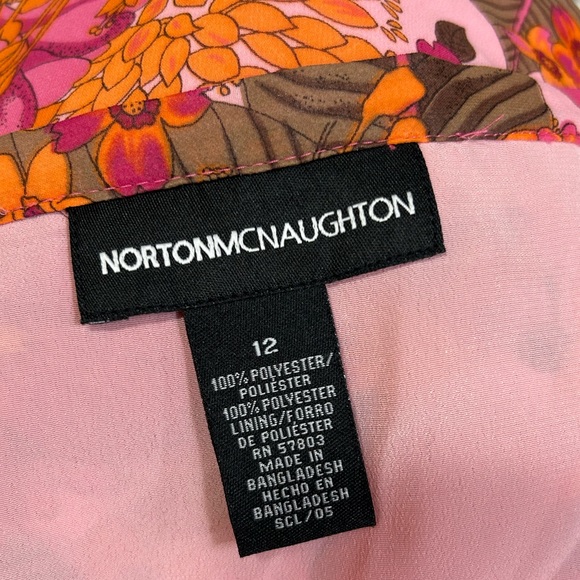 NORTONMCNAUGHTON
12
100% POLYESTER/
POLIÉSTER
100% POLYESTER
LINING/FORRO
DE POLIÉSTER
RN 57803
MADE IN
BANGLADESH
HECHO EN
BANGLADESH
SCL/05